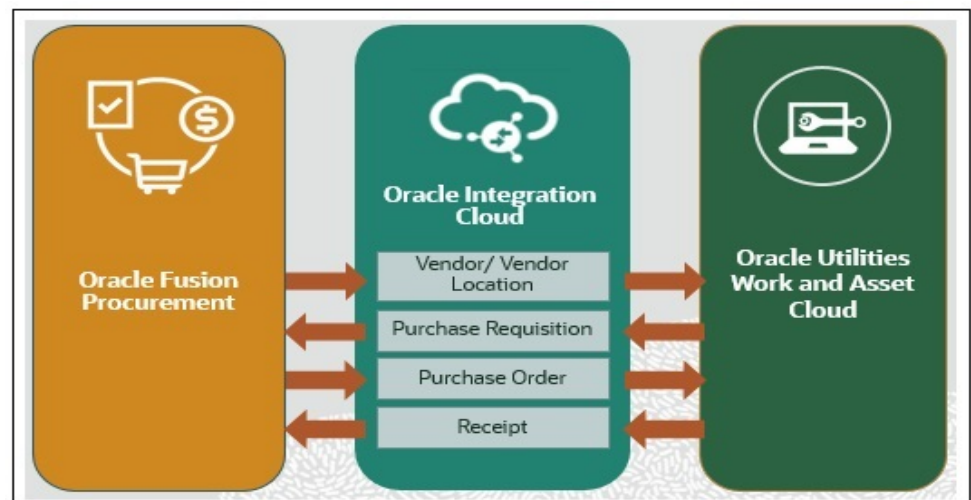 Oracle Fusion
Procurement
Oracle Integration
Cloud
Vendor/ Vendor
Location
Purchase Requisition
Purchase Order
Receipt
Oracle Utilities
Work and Asset
Cloud